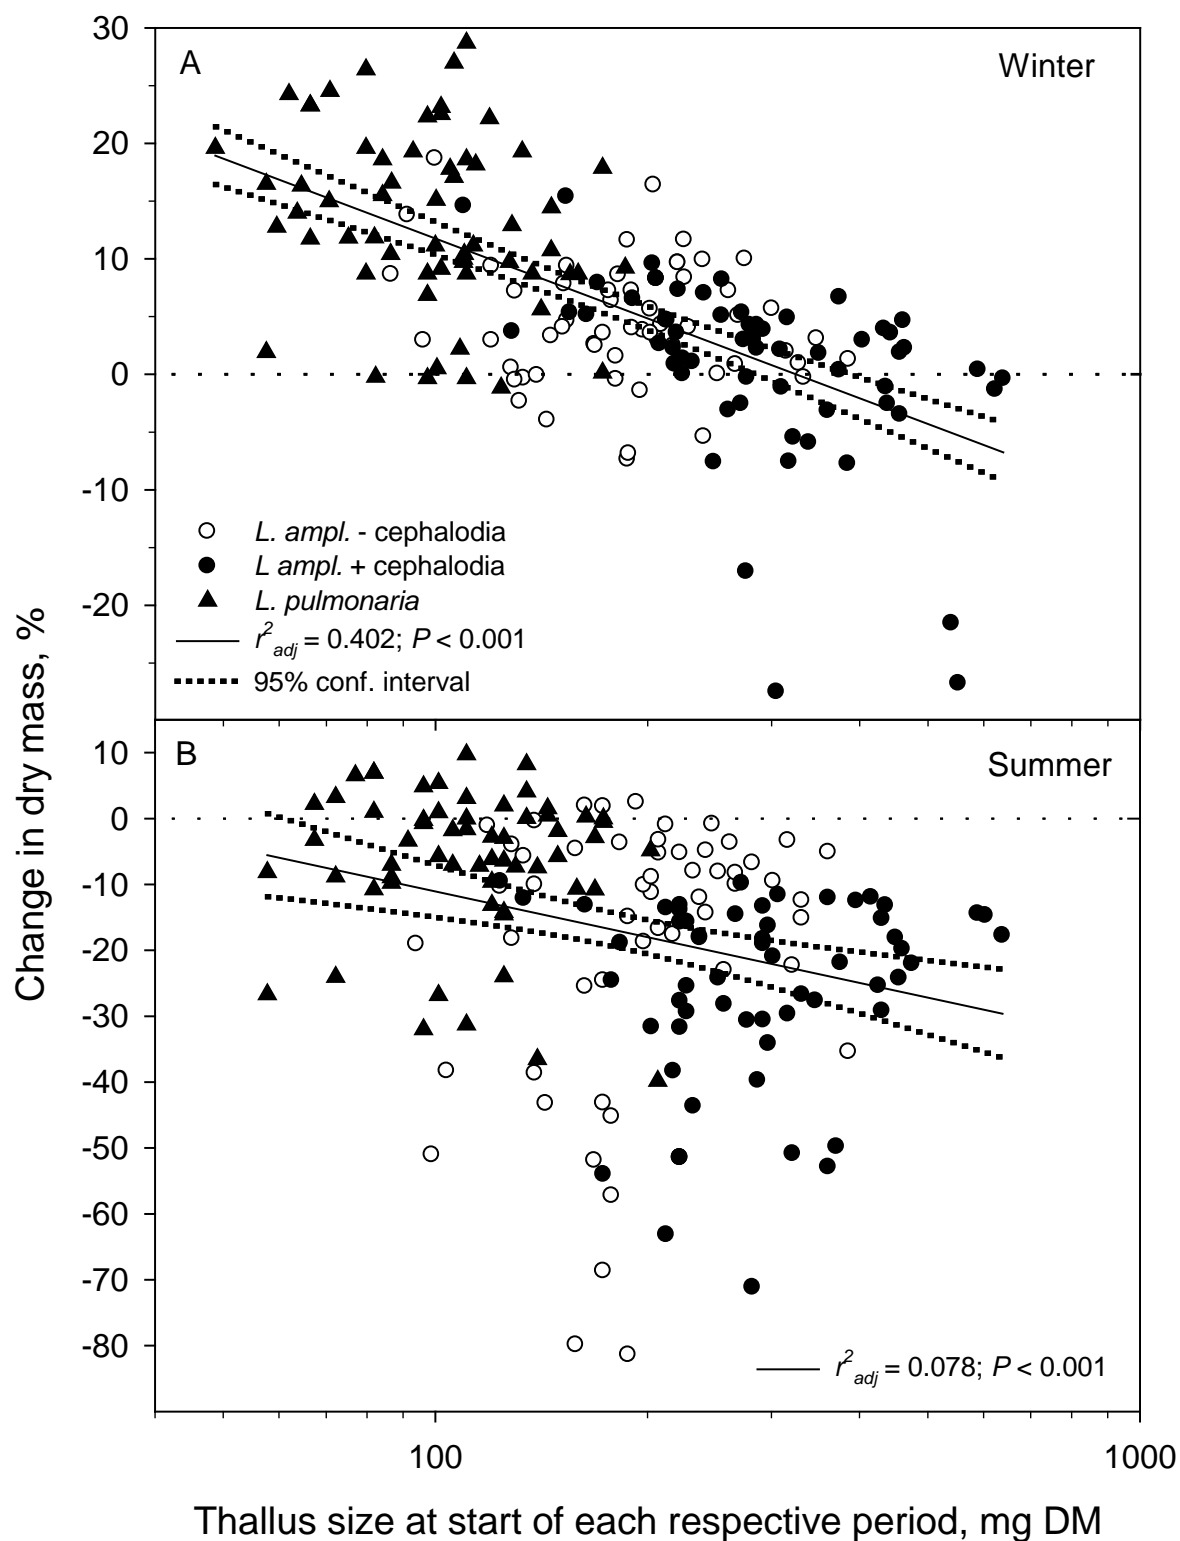 30
A
Winter
20
10
0
-10
-20
L. ampl. - cephalodia
L ampl. + cephalodia
L. pulmonaria
r²adj = 0.402; P < 0.001
95% conf. interval
Change in dry mass, %
B
Summer
10
0
-10
-20
-30
-40
-50
-60
-70
-80
r²adj = 0.078; P < 0.001
100
1000
Thallus size at start of each respective period, mg DM